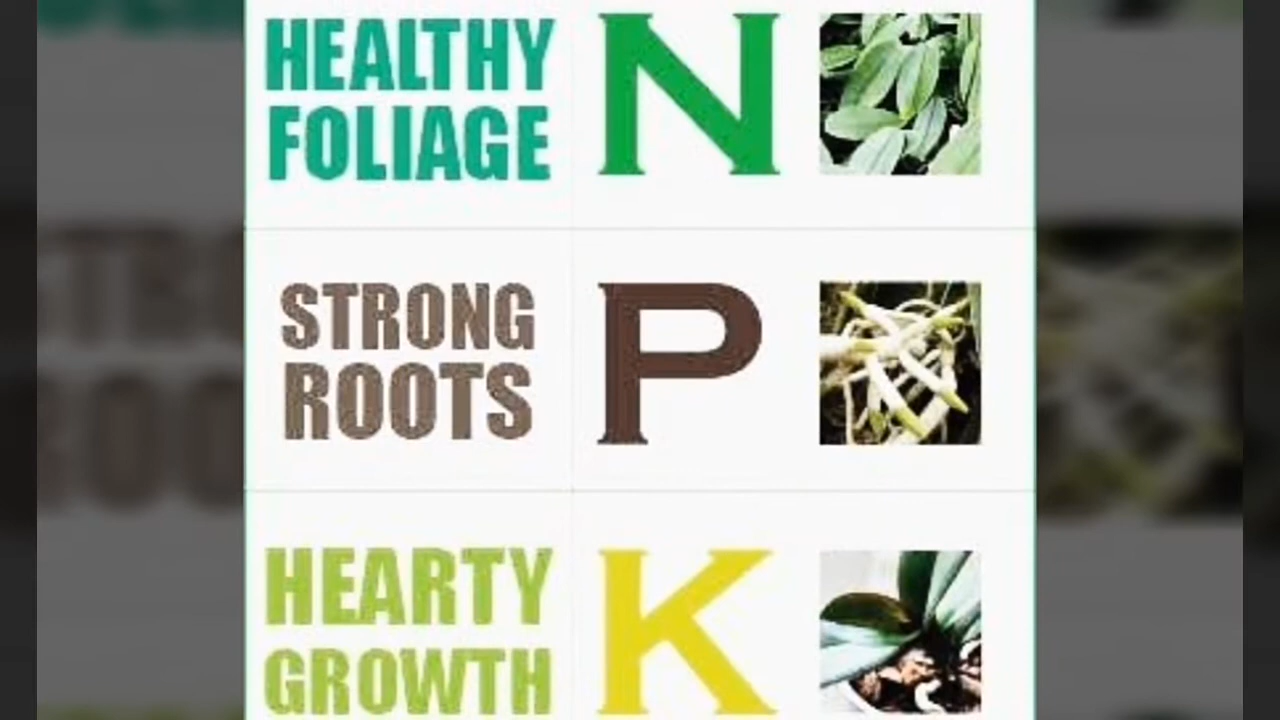 HEALTHY
FOLIAGE
N
STRONG
ROOTS
P
HEARTY
GROWTH
K